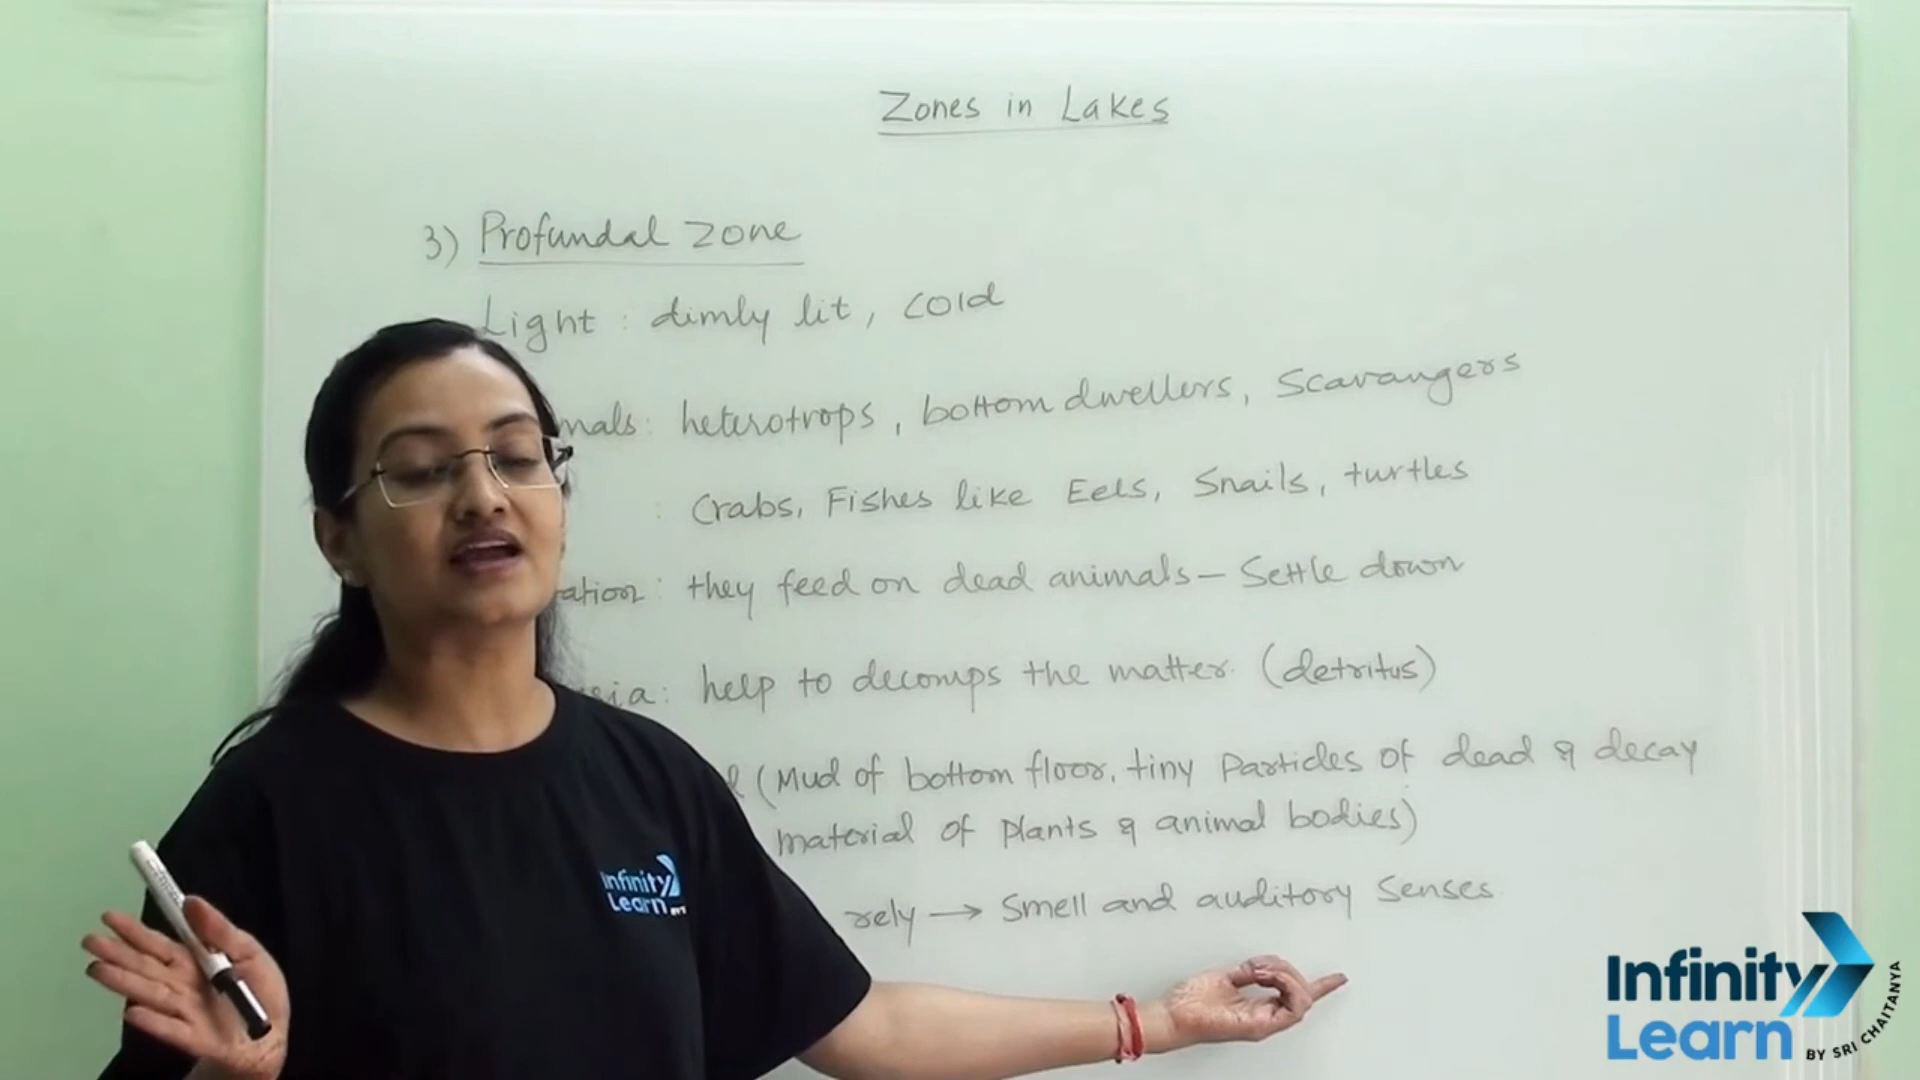 Zones in Lakes
3) Profundal zone
Light : dimly lit, cold
mals : heterotrops, bottom dwellers, Scavangers
: Crabs, Fishes like Eels, Snails, turtles
ation : they feed on dead animals – Settle down
ia : help to decomps the matter. (detritus)
(Mud of bottom floor, tiny Particles of dead & decay
material of plants & animal bodies)
rely → Smell and auditory Senses
Infinity
Learn
Infinity
Learn
BY SRI CHAITANYA